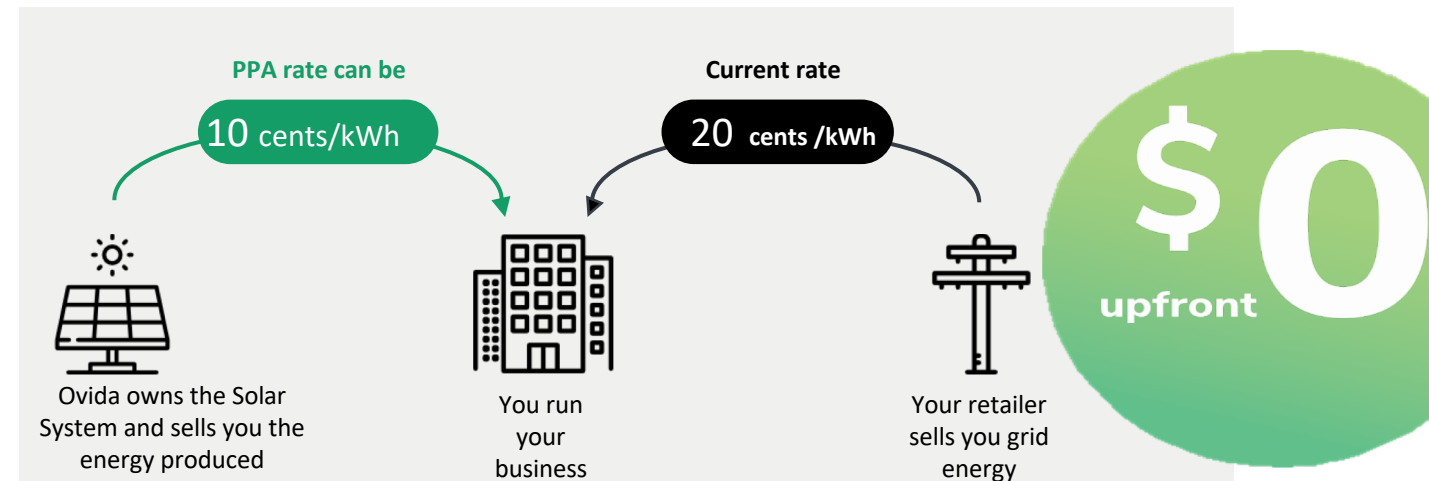 PPA rate can be
10 cents/kWh
Current rate
20 cents /kWh
$0
upfront
Ovida owns the Solar
System and sells you the
energy produced
You run
your
business
Your retailer
sells you grid
energy